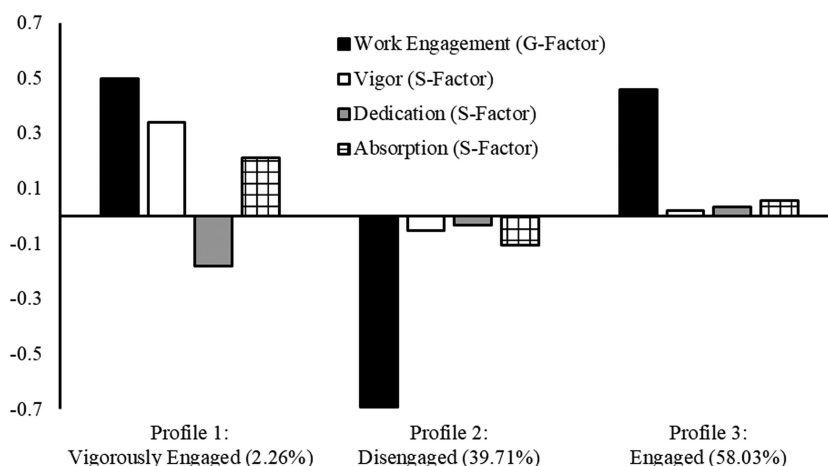 0.7
0.5
0.3
0.1
-0.1
-0.3
-0.5
-0.7
Work Engagement (G-Factor)
Vigor (S-Factor)
Dedication (S-Factor)
Absorption (S-Factor)
Profile 1:
Vigorously Engaged (2.26%)
Profile 2:
Disengaged (39.71%)
Profile 3:
Engaged (58.03%)